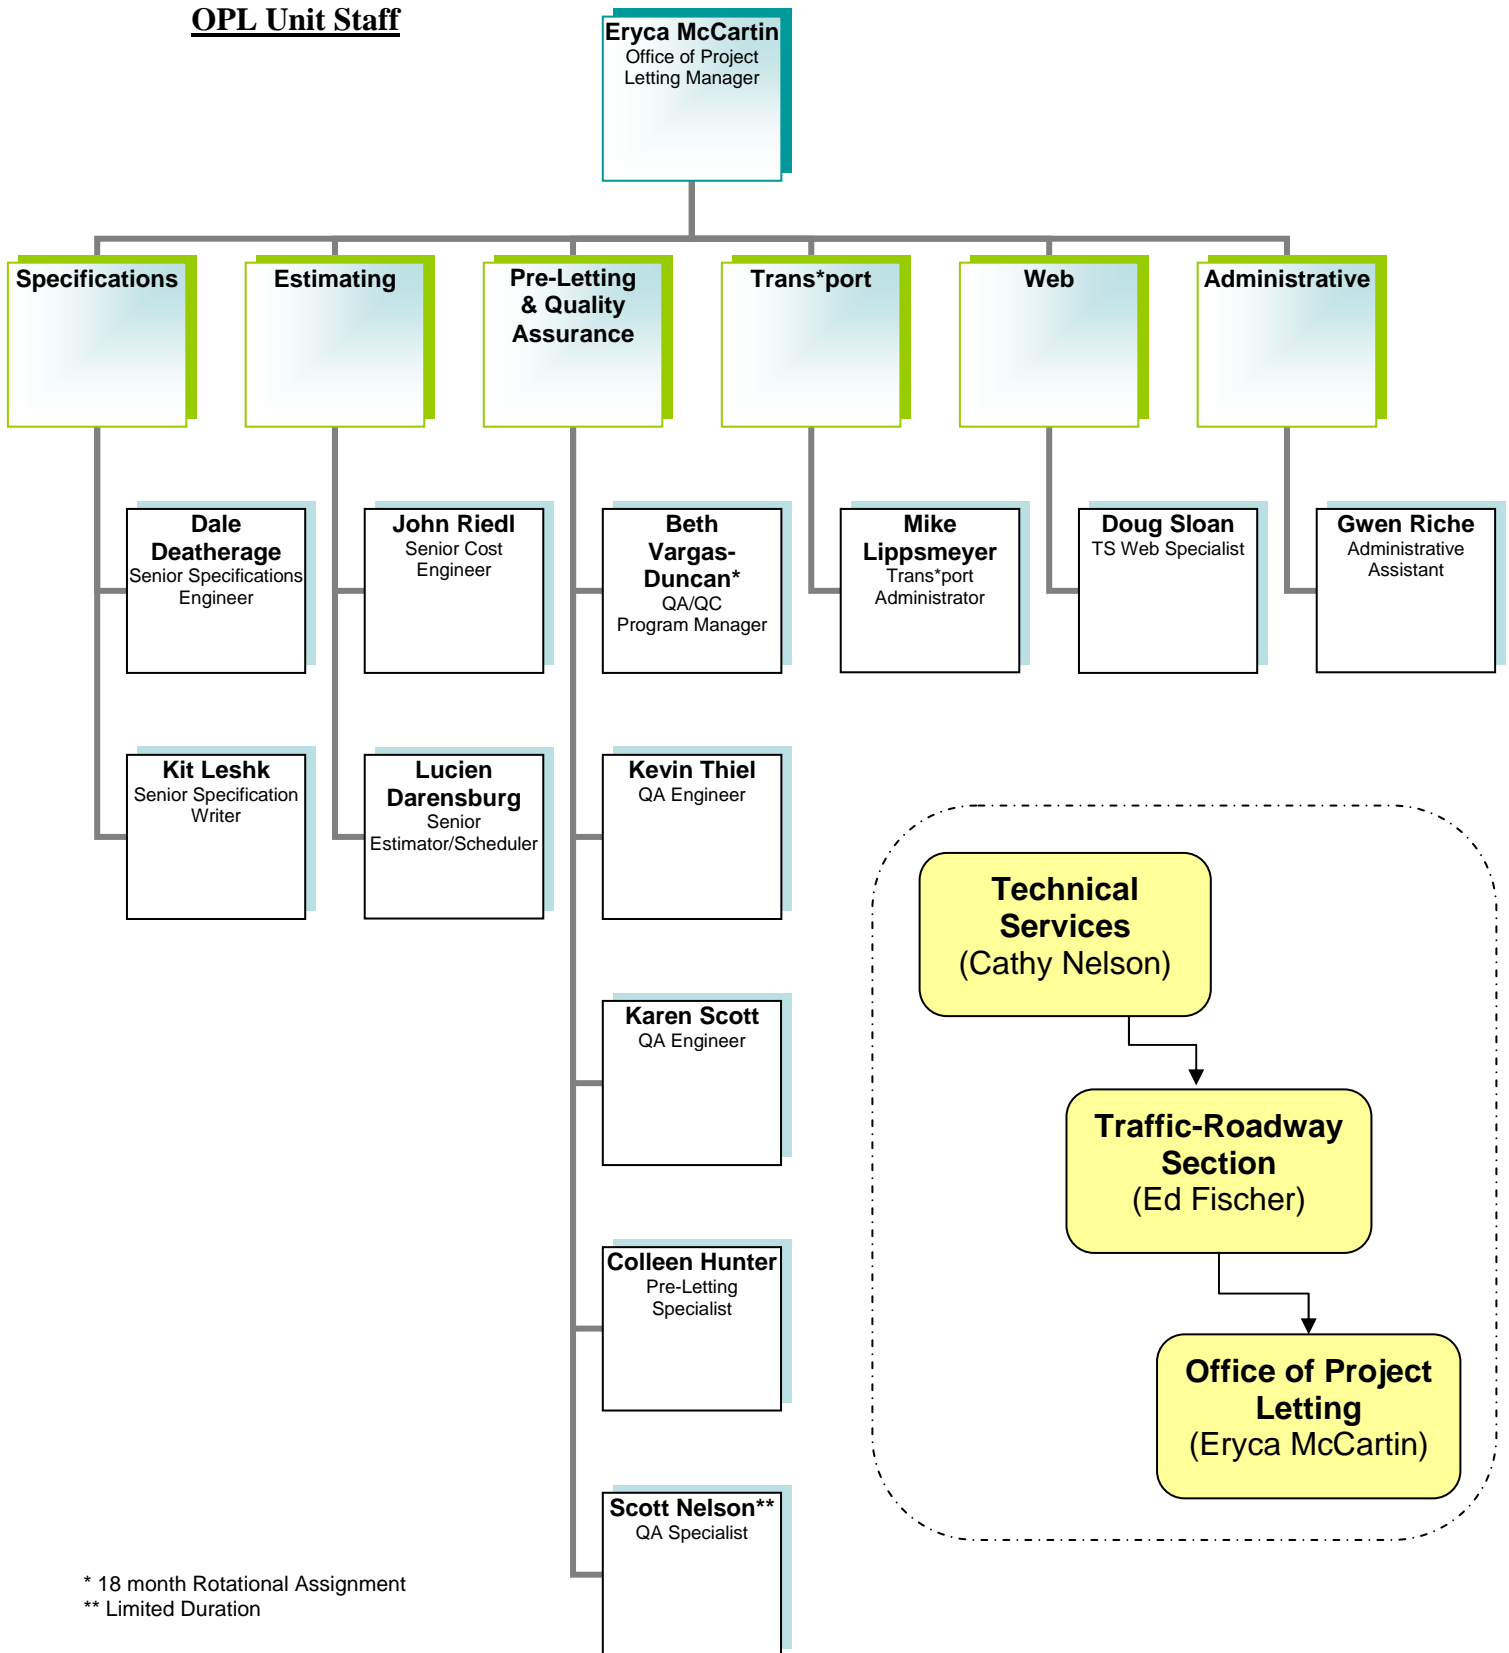 OPL Unit Staff
Eryca McCartin
Office of Project
Letting Manager
Specifications
Estimating
Pre-Letting
& Quality
Assurance
Trans*port
Web
Administrative
Dale
Deatherage
Senior Specifications
Engineer
John Riedl
Senior Cost
Engineer
Beth
Vargas-
Duncan*
QA/QC
Program Manager
Mike
Lippsmeyer
Trans*port
Administrator
Doug Sloan
TS Web Specialist
Gwen Riche
Administrative
Assistant
Kit Leshk
Senior Specification
Writer
Lucien
Darensburg
Senior
Estimator/Scheduler
Kevin Thiel
QA Engineer
Karen Scott
QA Engineer
Colleen Hunter
Pre-Letting
Specialist
Scott Nelson**
QA Specialist
Technical
Services
(Cathy Nelson)
Traffic-Roadway
Section
(Ed Fischer)
Office of Project
Letting
(Eryca McCartin)
* 18 month Rotational Assignment
** Limited Duration